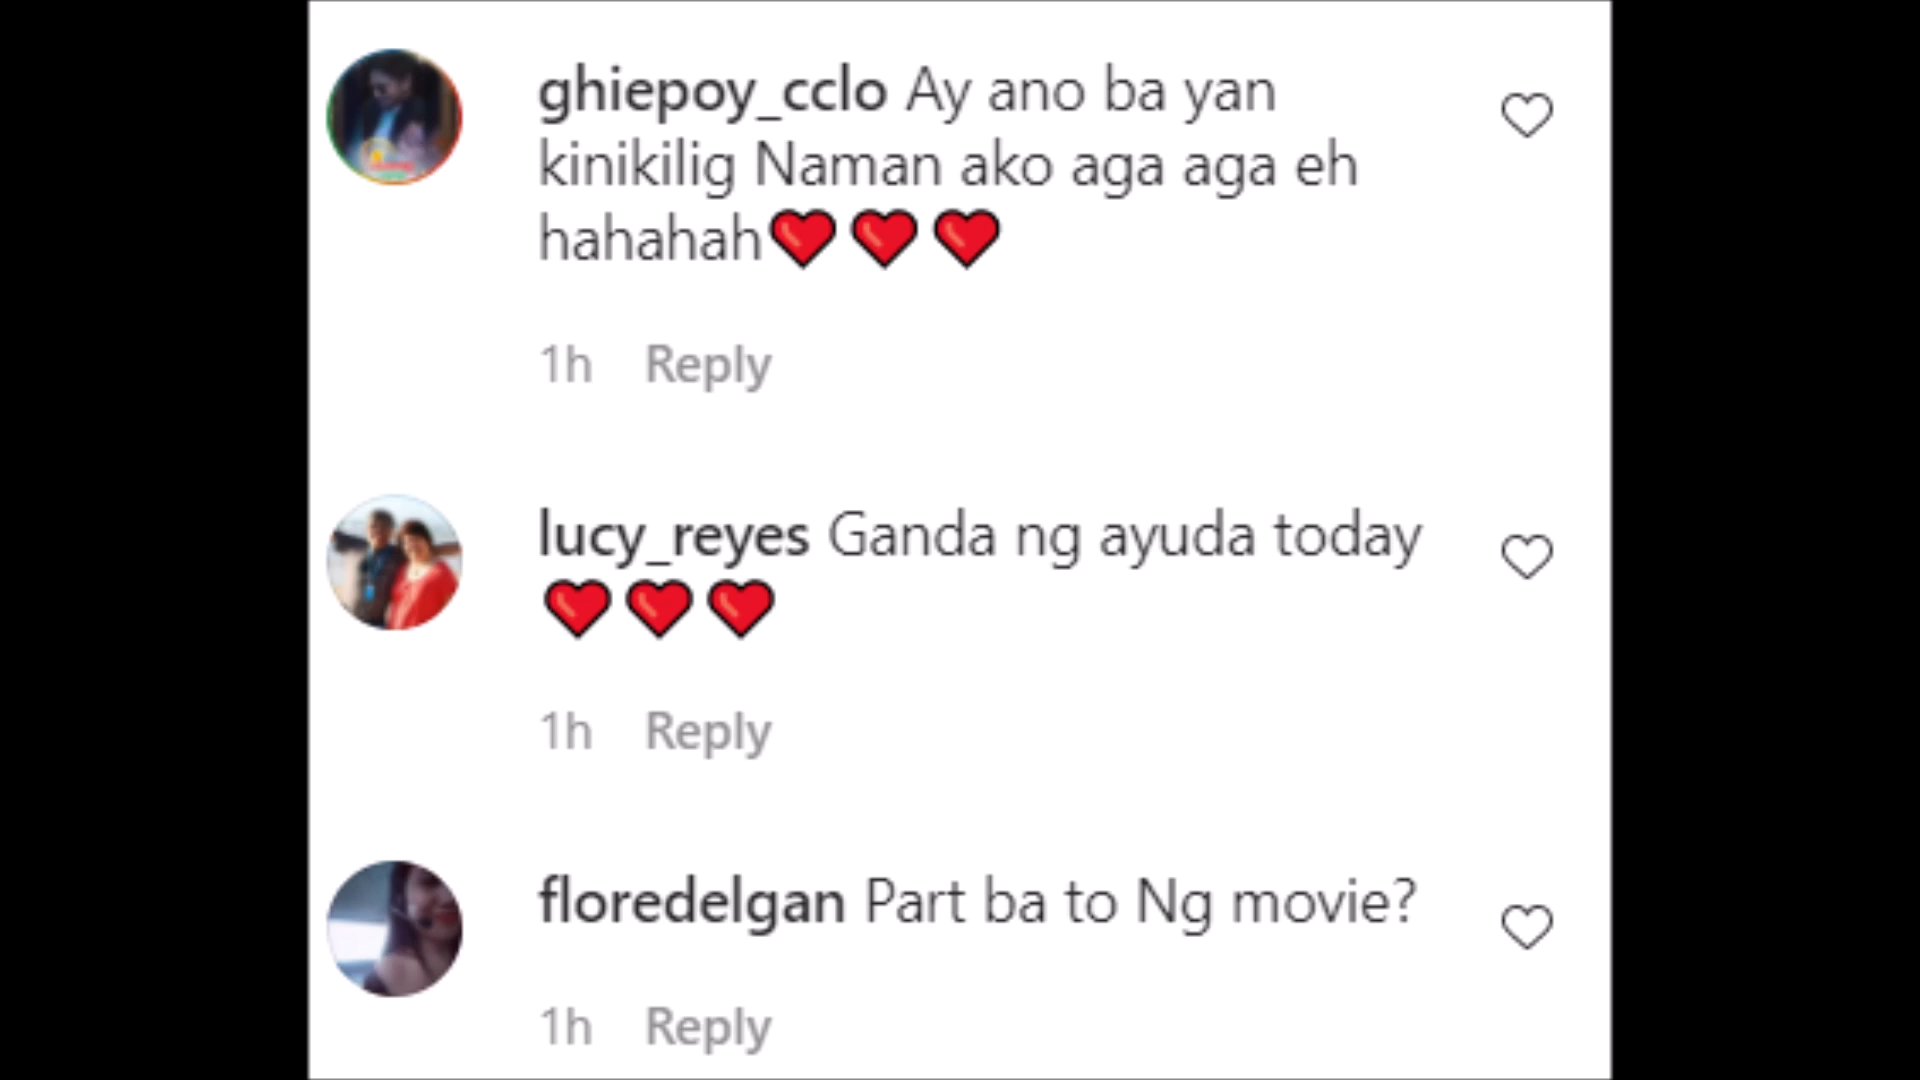 ghiepoy_cclo Ay ano ba yan
kinikilig Naman ako aga aga eh
hahahah❤️❤️❤️
1h Reply
lucy_reyes Ganda ng ayuda today
❤️❤️❤️
1h Reply
floredelgan Part ba to Ng movie?
1h Reply